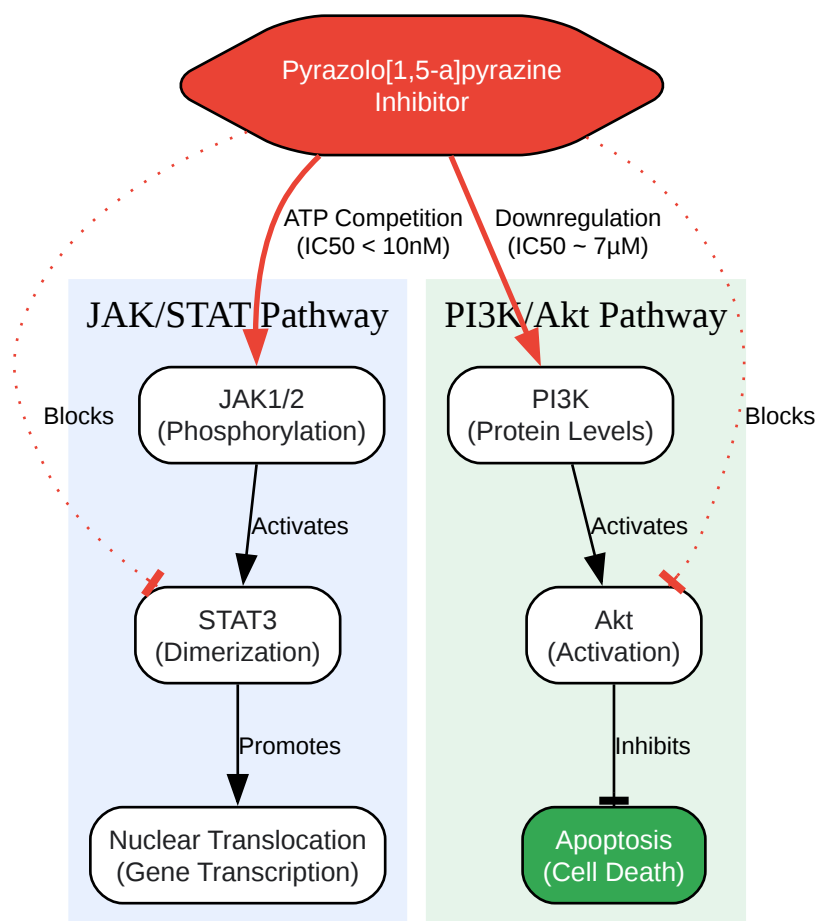 Pyrazolo[1,5-a]pyrazine
Inhibitor
ATP Competition
(IC50 < 10nM)
Downregulation
(IC50 ~ 7µM)
JAK/STAT Pathway
PI3K/Akt Pathway
JAK1/2
(Phosphorylation)
PI3K
(Protein Levels)
Blocks
Blocks
Activates
Activates
STAT3
(Dimerization)
Akt
(Activation)
Promotes
Inhibits
Nuclear Translocation
(Gene Transcription)
Apoptosis
(Cell Death)